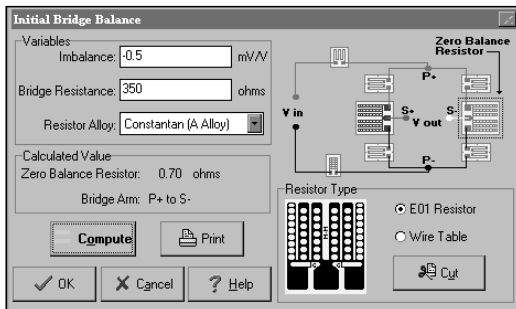 Initial Bridge Balance
Variables
Imbalance: -0.5 mV/V
Bridge Resistance: 350 ohms
Resistor Alloy: Constantan (A Alloy)
Calculated Value
Zero Balance Resistor: 0.70 ohms
Bridge Arm: P+ to S-
Compute
Print
OK
Cancel
? Help
Zero Balance
Resistor
P+
V in
S+
S-
V out
P-
Resistor Type
E01 Resistor
Wire Table
Cut